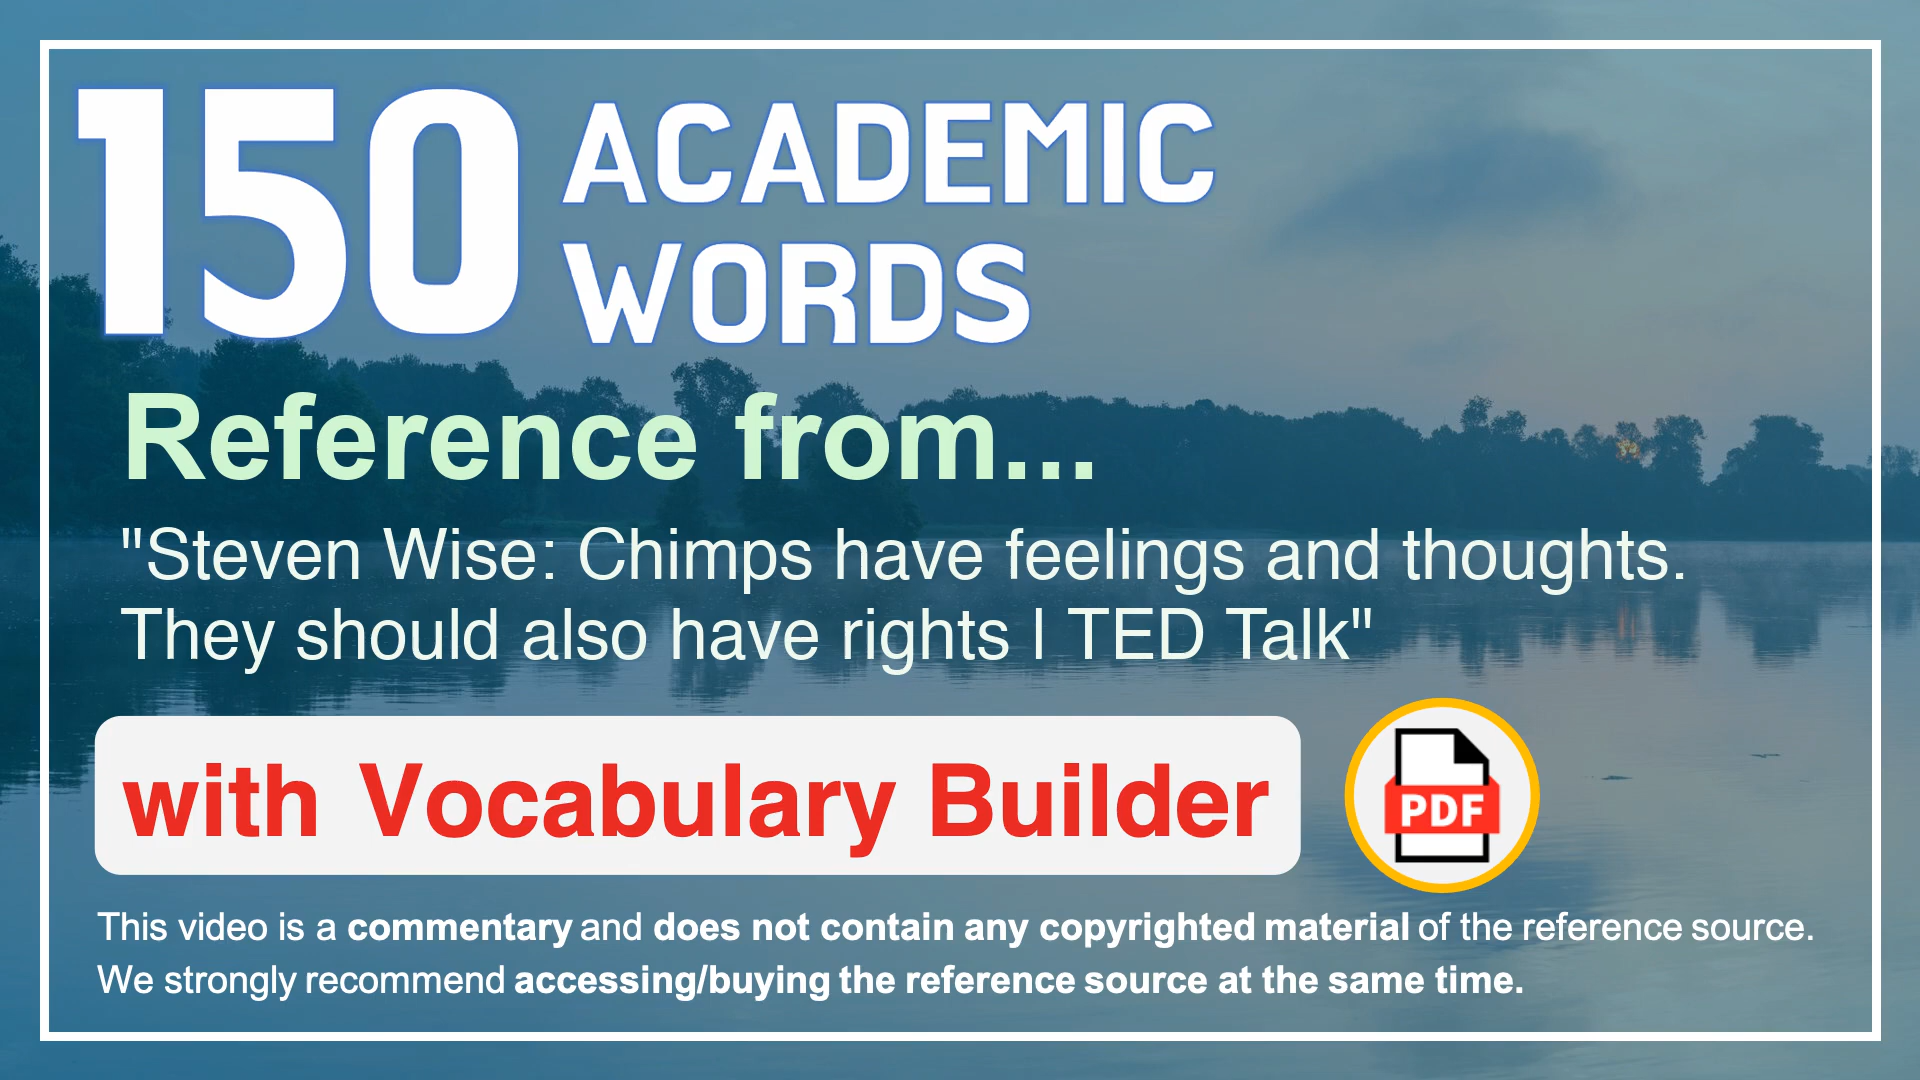 150 ACADEMIC
WORDS
Reference from...
"Steven Wise: Chimps have feelings and thoughts.
They should also have rights | TED Talk"
with Vocabulary Builder
PDF
This video is a commentary and does not contain any copyrighted material of the reference source.
We strongly recommend accessing/buying the reference source at the same time.